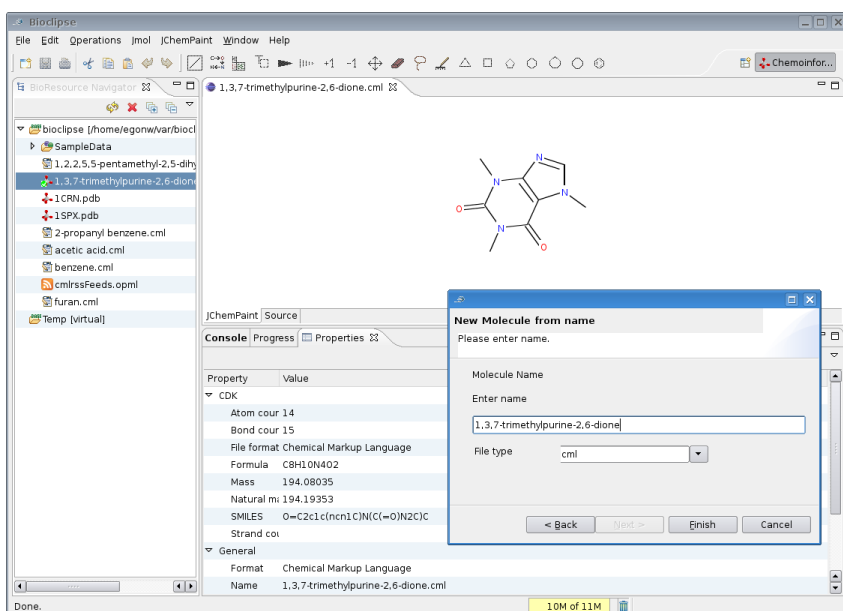 Bioclipse
File Edit Operations Jmol JChemPaint Window Help
+1 -1
Chemoinfor...
BioResource Navigator
1,3,7-trimethylpurine-2,6-dione.cml
bioclipse [/home/egonw/var/biocl
SampleData
1,2,2,5,5-pentamethyl-2,5-dihy
1,3,7-trimethylpurine-2,6-dione
1CRN.pdb
1SPX.pdb
2-propanyl benzene.cml
acetic acid.cml
benzene.cml
cmlrssFeeds.opml
furan.cml
Temp [virtual]
N
N
N
O
N
O
JChemPaint Source
Console Progress Properties
Property Value
CDK
Atom cour 14
Bond cour 15
File format Chemical Markup Language
Formula C8H10N4O2
Mass 194.08035
Natural m 194.19353
SMILES O=C2c1c(ncn1C)N(C(=O)N2C)C
Strand cou
General
Format Chemical Markup Language
Name 1,3,7-trimethylpurine-2,6-dione.cml
New Molecule from name
Please enter name.
Molecule Name
Enter name
1,3,7-trimethylpurine-2,6-dione
File type cml
< Back Next > Finish Cancel
Done.
10M of 11M